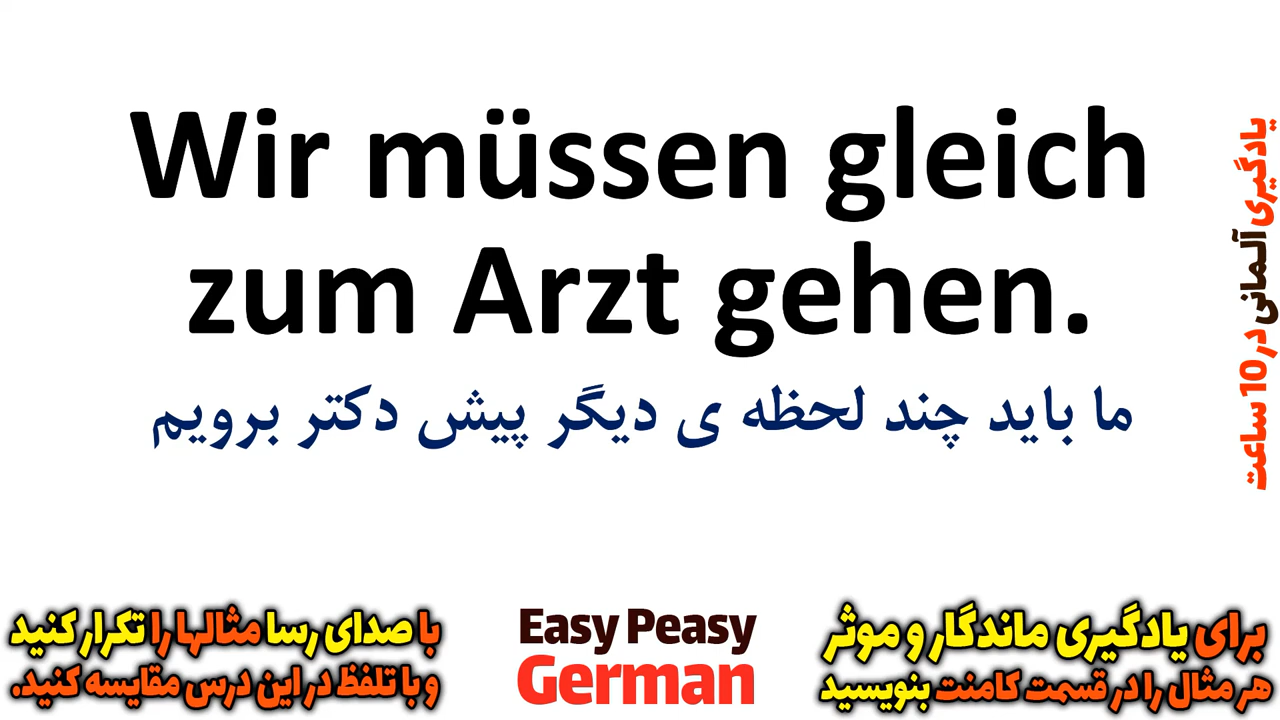 Wir müssen gleich
zum Arzt gehen.
ما باید چند لحظه ی دیگر پیش دکتر برویم
یادگیری آلمانی در 10 ساعت
با صدای رسا مثالها را تکرار کنید
و با تلفظ در این درس مقایسه کنید.
Easy Peasy
German
برای یادگیری ماندگار و موثر
هر مثال را در قسمت کامنت بنویسید